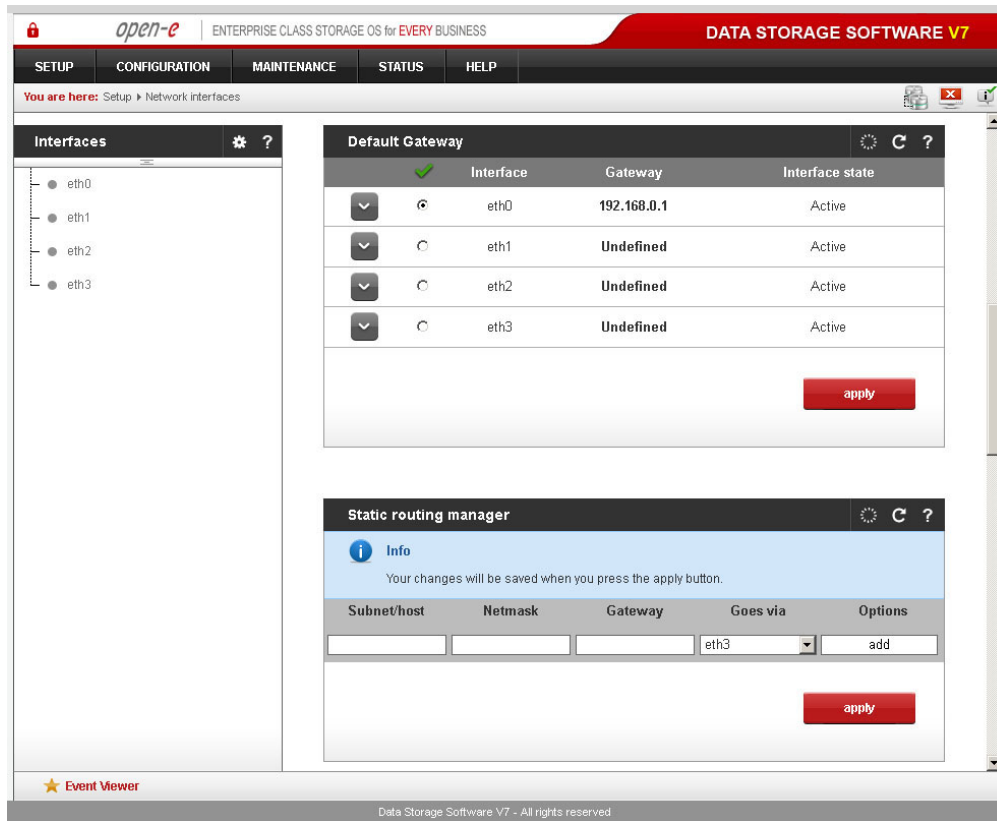 open-e ENTERPRISE CLASS STORAGE OS for EVERY BUSINESS DATA STORAGE SOFTWARE V7
SETUP CONFIGURATION MAINTENANCE STATUS HELP
You are here: Setup Network interfaces
Interfaces ?
eth0
eth1
eth2
eth3
Default Gateway ?
Interface Gateway Interface state
eth0 192.168.0.1 Active
eth1 Undefined Active
eth2 Undefined Active
eth3 Undefined Active
apply
Static routing manager ?
i Info
Your changes will be saved when you press the apply button.
Subnet/host Netmask Gateway Goes via Options
eth3 add
apply
Event Viewer
Data Storage Software V7 - All rights reserved